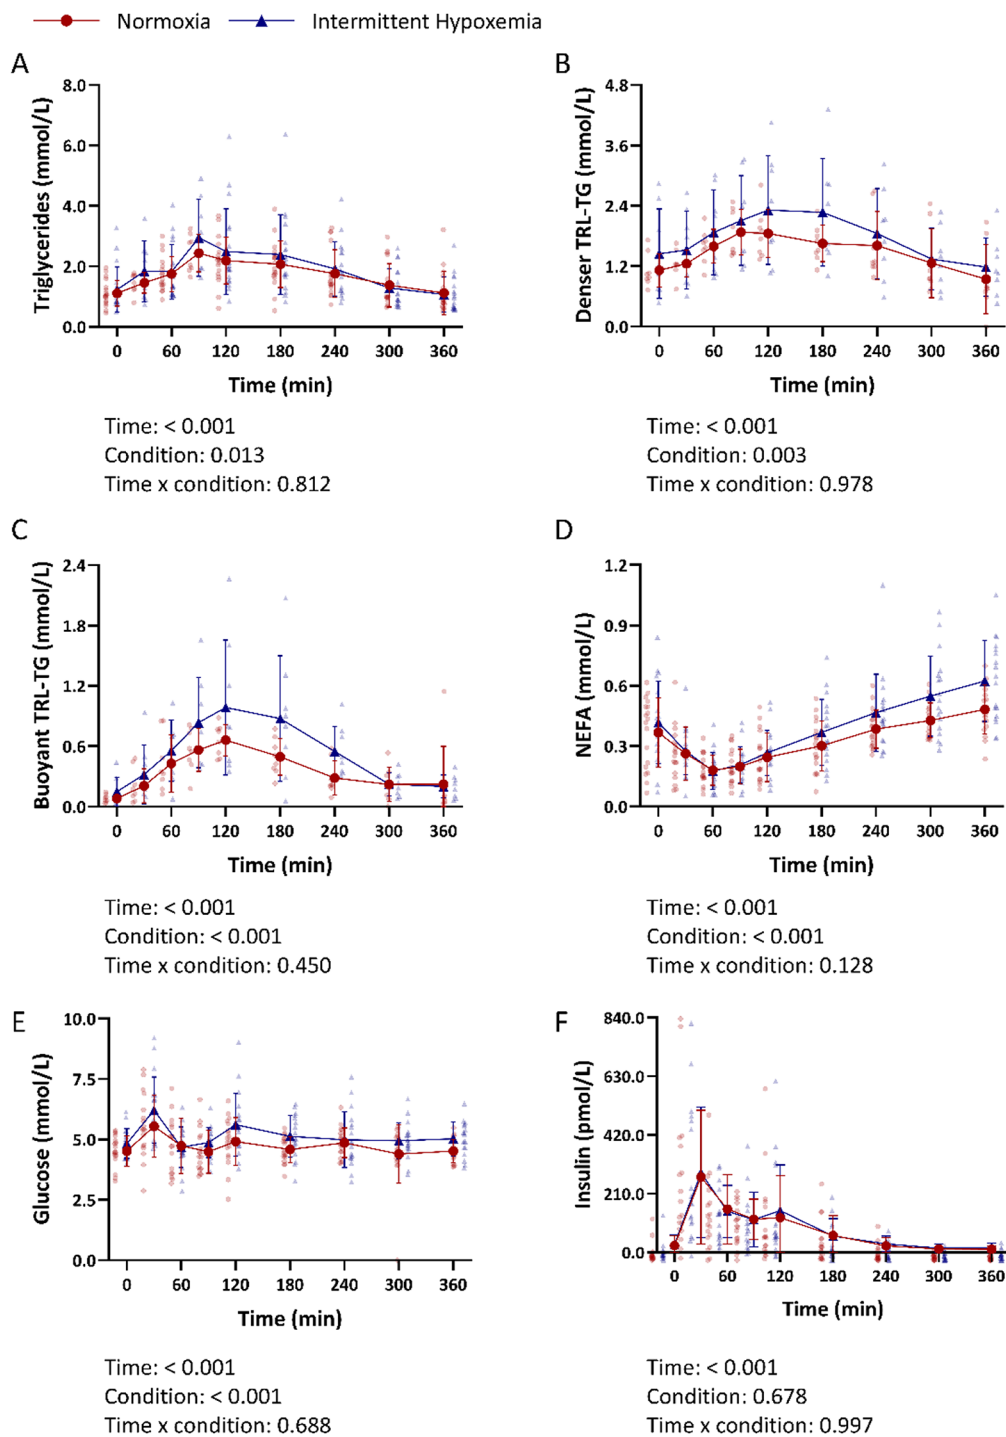 Normoxia Intermittent Hypoxemia
A
Triglycerides (mmol/L)
8.0
6.0
4.0
2.0
0.0
0 60 120 180 240 300 360
Time (min)
Time: < 0.001
Condition: 0.013
Time x condition: 0.812
B
Denser TRL-TG (mmol/L)
4.8
3.6
2.4
1.2
0.0
0 60 120 180 240 300 360
Time (min)
Time: < 0.001
Condition: 0.003
Time x condition: 0.978
C
Buoyant TRL-TG (mmol/L)
2.4
1.8
1.2
0.6
0.0
0 60 120 180 240 300 360
Time (min)
Time: < 0.001
Condition: < 0.001
Time x condition: 0.450
D
NEFA (mmol/L)
1.2
0.9
0.6
0.3
0.0
0 60 120 180 240 300 360
Time (min)
Time: < 0.001
Condition: < 0.001
Time x condition: 0.128
E
Glucose (mmol/L)
10.0
7.5
5.0
2.5
0.0
0 60 120 180 240 300 360
Time (min)
Time: < 0.001
Condition: < 0.001
Time x condition: 0.688
F
Insulin (pmol/L)
840.0
630.0
420.0
210.0
0.0
0 60 120 180 240 300 360
Time (min)
Time: < 0.001
Condition: 0.678
Time x condition: 0.997